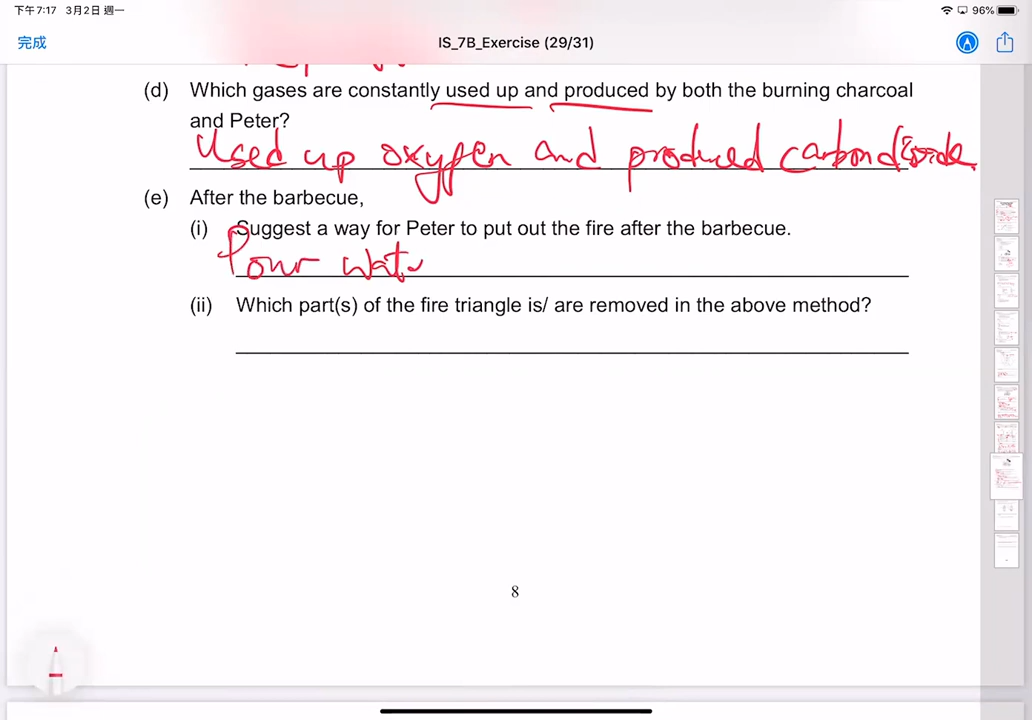 下午7:17 3月2日 週一
96%
完成
IS_7B_Exercise (29/31)
(d) Which gases are constantly used up and produced by both the burning charcoal
and Peter?
Used up oxygen and produced carbon dioxide.
(e) After the barbecue,
(i) Suggest a way for Peter to put out the fire after the barbecue.
Pour wate
(ii) Which part(s) of the fire triangle is/ are removed in the above method?
8